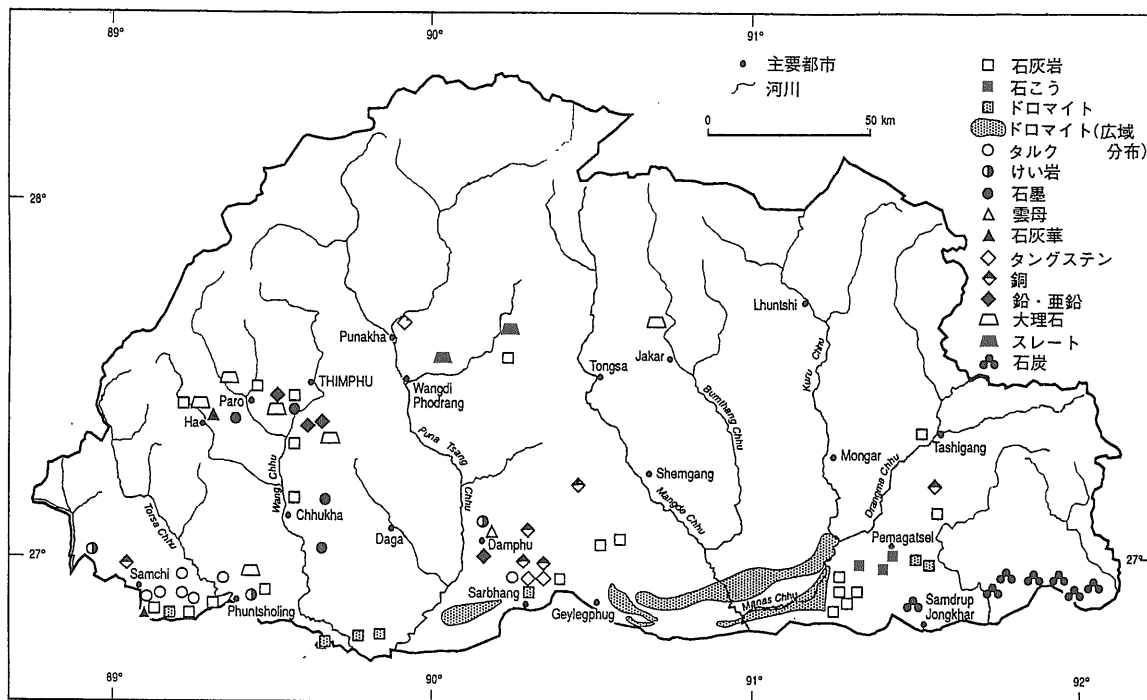 89°
90°
91°
主要都市
河川
0 50 km
石灰岩
石こう
ドロマイト
ドロマイト(広域
分布)
タルク
けい岩
石墨
雲母
石灰華
タングステン
銅
鉛・亜鉛
大理石
スレート
石炭
28°
Lhuntshi
Punakha
Jakar
THIMPHU
Tongsa
Wangdi
Phodrang
Paro
Ha
Kuru Chhu
Bumthang Chhu
Puna Tsang
Chhu
Tashigang
Mongar
Shemgang
Wang Chhu
Drangme Chhu
Mangde Chhu
Torsa Chhu
Chhukha
Daga
Damphu
Pemagatsel
27°
27°
Samchi
Phuntsholing
Sarbhang
Geylegphug
Manas Chhu
Samdrup
Jongkhar
89°
90°
91°
92°